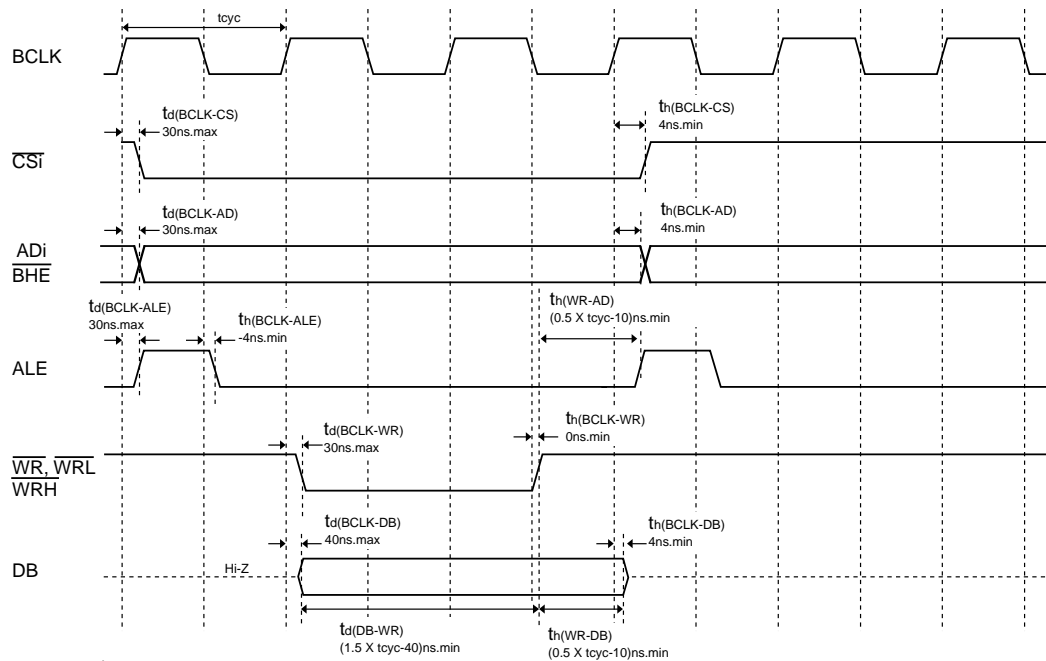 tcyc
BCLK
td(BCLK-CS)
30ns.max
th(BCLK-CS)
4ns.min
CSi
td(BCLK-AD)
30ns.max
th(BCLK-AD)
4ns.min
ADi
BHE
td(BCLK-ALE)
30ns.max
th(BCLK-ALE)
-4ns.min
th(WR-AD)
(0.5 X tcyc-10)ns.min
ALE
td(BCLK-WR)
30ns.max
th(BCLK-WR)
0ns.min
WR, WRL
WRH
td(BCLK-DB)
40ns.max
th(BCLK-DB)
4ns.min
DB
Hi-Z
td(DB-WR)
(1.5 X tcyc-40)ns.min
th(WR-DB)
(0.5 X tcyc-10)ns.min